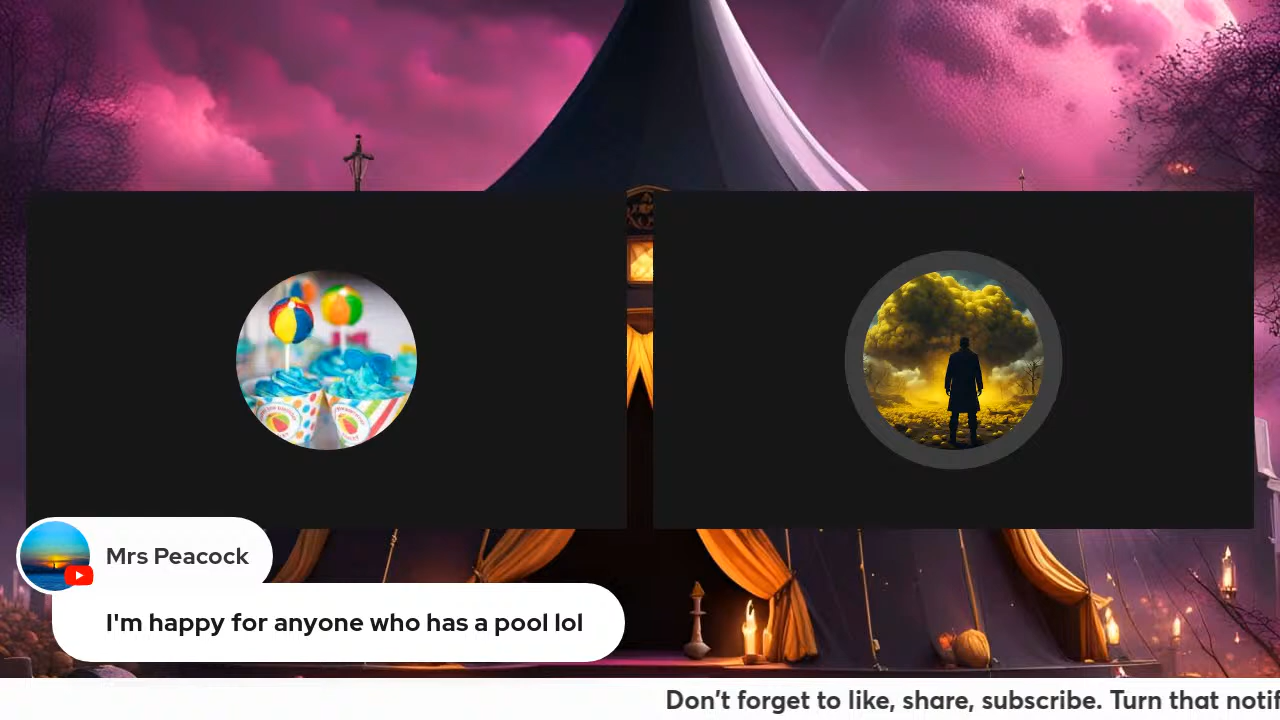 Mrs Peacock
I'm happy for anyone who has a pool lol
Don't forget to like, share, subscribe. Turn that notif